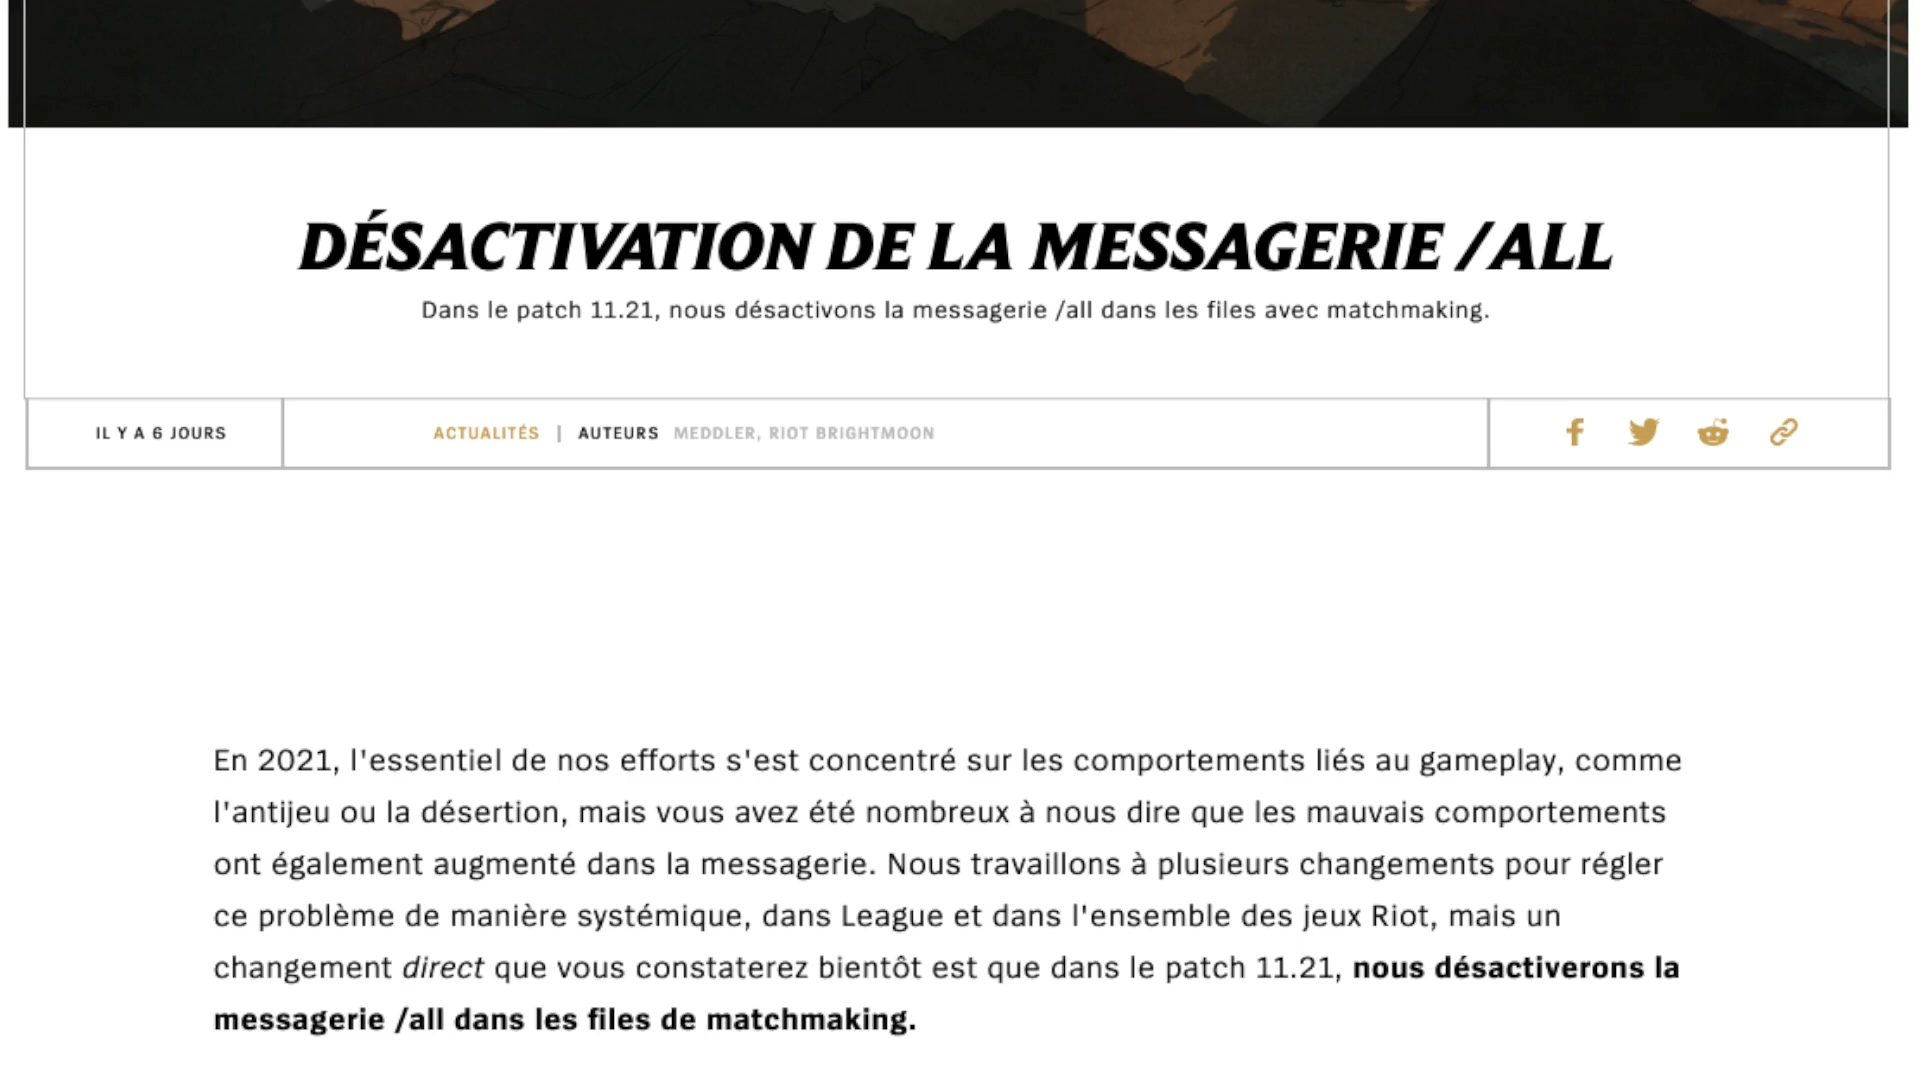 DÉSACTIVATION DE LA MESSAGERIE /ALL
Dans le patch 11.21, nous désactivons la messagerie /all dans les files avec matchmaking.
IL Y A 6 JOURS
ACTUALITÉS | AUTEURS MEDDLER, RIOT BRIGHTMOON
En 2021, l'essentiel de nos efforts s'est concentré sur les comportements liés au gameplay, comme
l'antijeu ou la désertion, mais vous avez été nombreux à nous dire que les mauvais comportements
ont également augmenté dans la messagerie. Nous travaillons à plusieurs changements pour régler
ce problème de manière systémique, dans League et dans l'ensemble des jeux Riot, mais un
changement direct que vous constaterez bientôt est que dans le patch 11.21, nous désactiverons la
messagerie /all dans les files de matchmaking.